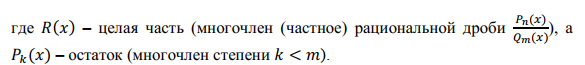 где R(x) – целая часть (многочлен (частное) рациональной дроби Pₙ(x)/Qₘ(x)), а
Pₖ(x) – остаток (многочлен степени k < m).